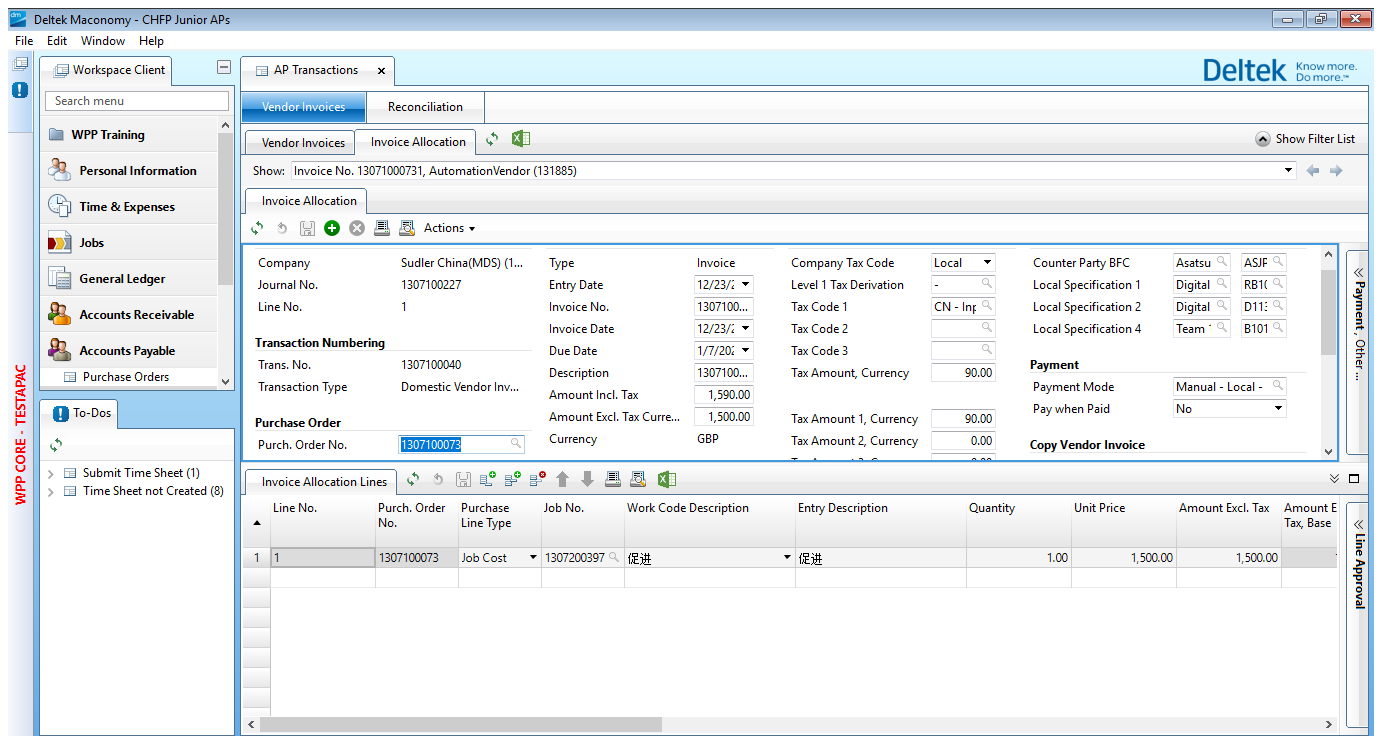 Deltek Maconomy - CHFP Junior APs
File Edit Window Help
Workspace Client
Search menu
WPP Training
Personal Information
Time & Expenses
Jobs
General Ledger
Accounts Receivable
Accounts Payable
Purchase Orders
To-Dos
Submit Time Sheet (1)
Time Sheet not Created (8)
WPP CORE - TESTAPAC
AP Transactions
Deltek Know more. Do more.™
Vendor Invoices Reconciliation
Vendor Invoices Invoice Allocation
Show Filter List
Show: Invoice No. 13071000731, AutomationVendor (131885)
Invoice Allocation
Actions
Company Sudler China(MDS) (1...
Journal No. 1307100227
Line No. 1
Transaction Numbering
Trans. No. 1307100040
Transaction Type Domestic Vendor Inv...
Purchase Order
Purch. Order No. 1307100073
Type Invoice
Entry Date 12/23/2
Invoice No. 1307100...
Invoice Date 12/23/2
Due Date 1/7/202
Description 1307100...
Amount Incl. Tax 1,590.00
Amount Excl. Tax Curre... 1,500.00
Currency GBP
Company Tax Code Local
Level 1 Tax Derivation -
Tax Code 1 CN - Inp
Tax Code 2
Tax Code 3
Tax Amount, Currency 90.00
Tax Amount 1, Currency 90.00
Tax Amount 2, Currency 0.00
Counter Party BFC Asatsu ASJF
Local Specification 1 Digital RB10
Local Specification 2 Digital D113
Local Specification 4 Team B101
Payment
Payment Mode Manual - Local -
Pay when Paid No
Copy Vendor Invoice
Payment , Other ...
Invoice Allocation Lines
Line No. Purch. Order No. Purchase Line Type Job No. Work Code Description Entry Description Quantity Unit Price Amount Excl. Tax Amount E Tax, Base
1 1 1307100073 Job Cost 1307200397 促进 促进 1.00 1,500.00 1,500.00
Line Approval